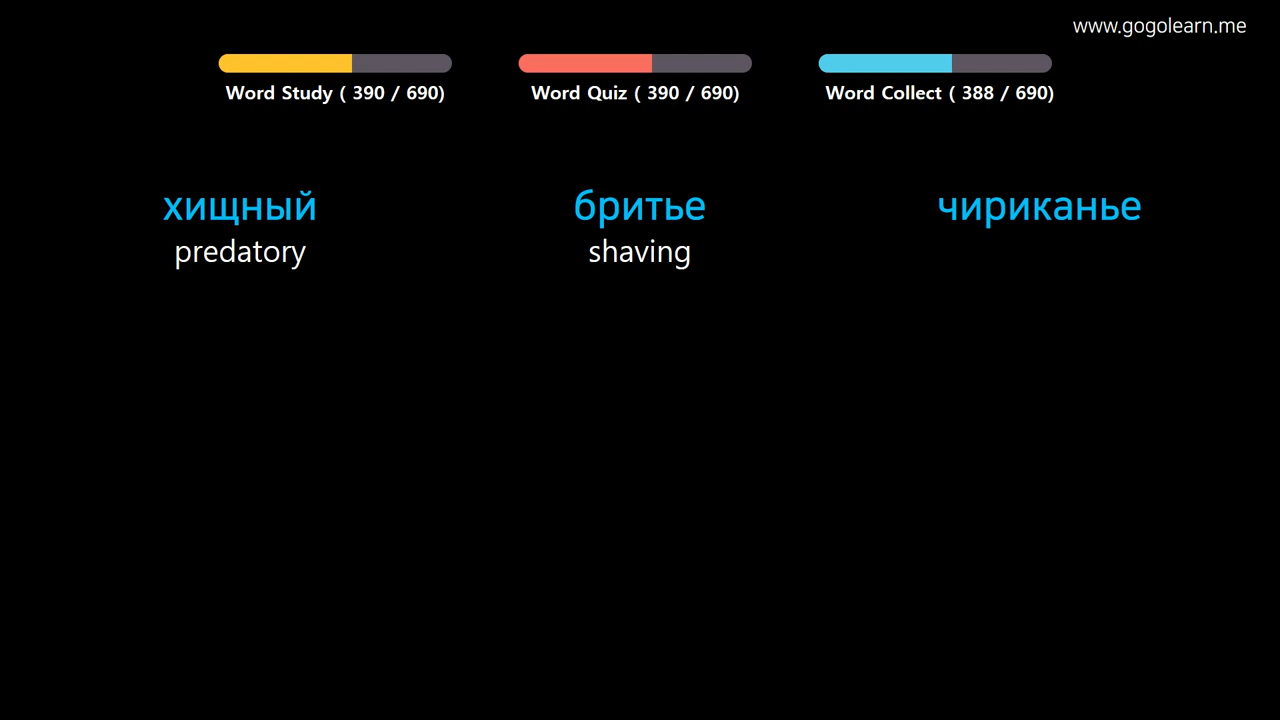 www.gogolearn.me
Word Study ( 390 / 690)
Word Quiz ( 390 / 690)
Word Collect ( 388 / 690)
хищный
predatory
бритье
shaving
чириканье